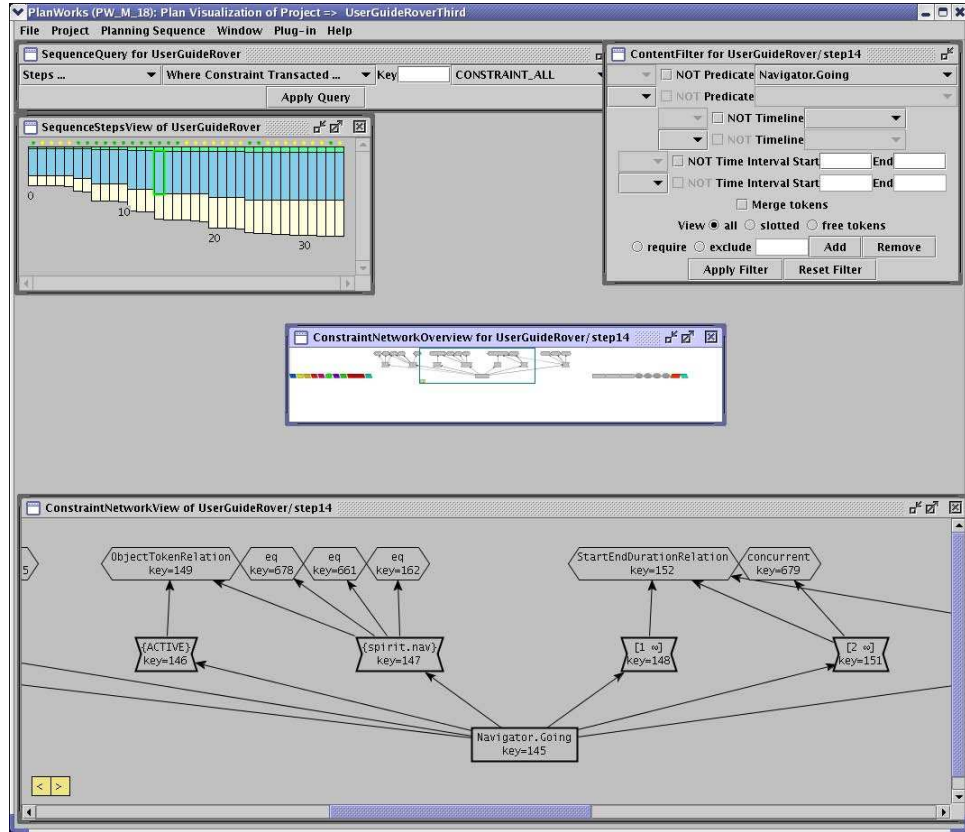 PlanWorks (PW_M_18): Plan Visualization of Project => UserGuideRoverThird
File Project Planning Sequence Window Plug-in Help
SequenceQuery for UserGuideRover
Steps ... Where Constraint Transacted ... Key CONSTRAINT_ALL
Apply Query
ContentFilter for UserGuideRover/step14
NOT Predicate Navigator.Going
NOT Predicate
NOT Timeline
NOT Timeline
NOT Time Interval Start End
NOT Time Interval Start End
Merge tokens
View all slotted free tokens
require exclude Add Remove
Apply Filter Reset Filter
SequenceStepsView of UserGuideRover
0
10
20
30
ConstraintNetworkOverview for UserGuideRover/step14
ConstraintNetworkView of UserGuideRover/step14
5
ObjectTokenRelation
key=149
eq
key=678
eq
key=661
eq
key=162
StartEndDurationRelation
key=152
concurrent
key=679
{ACTIVE}
key=146
{spirit.nav}
key=147
[1 ∞]
key=148
[2 ∞]
key=151
Navigator.Going
key=145
< >